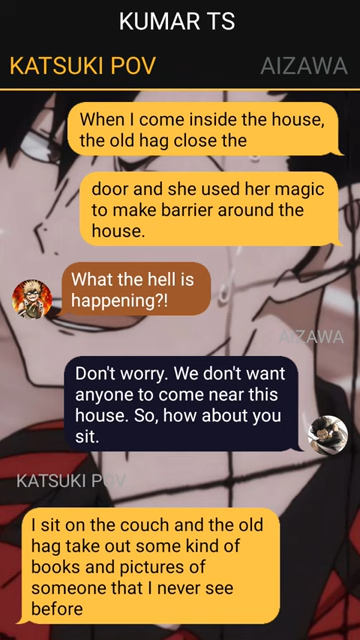 KUMAR TS
KATSUKI POV
AIZAWA
When I come inside the house,
the old hag close the
door and she used her magic
to make barrier around the
house.
What the hell is
happening?!
AIZAWA
Don't worry. We don't want
anyone to come near this
house. So, how about you
sit.
KATSUKI POV
I sit on the couch and the old
hag take out some kind of
books and pictures of
someone that I never see
before